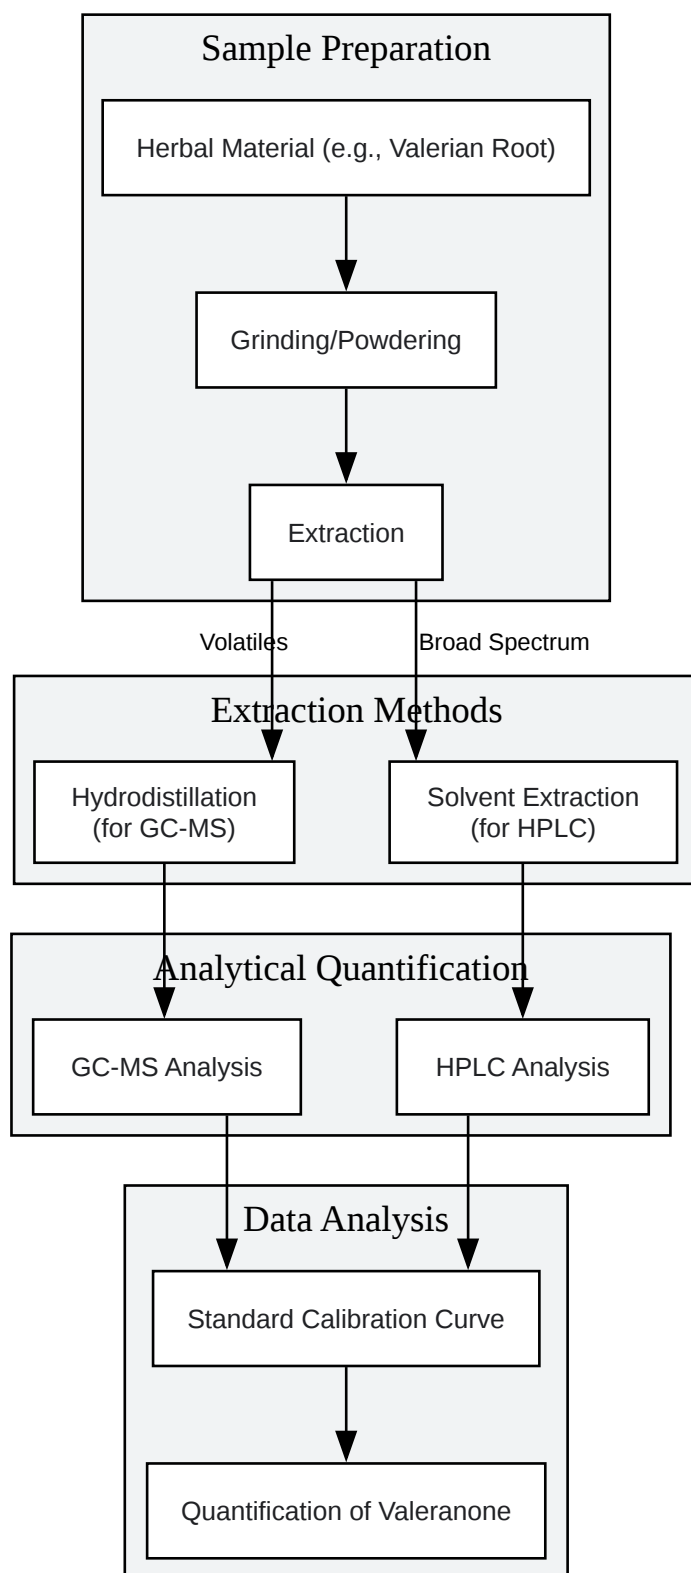 Sample Preparation
Herbal Material (e.g., Valerian Root)
Grinding/Powdering
Extraction
Volatiles
Broad Spectrum
Extraction Methods
Hydrodistillation
(for GC-MS)
Solvent Extraction
(for HPLC)
Analytical Quantification
GC-MS Analysis
HPLC Analysis
Data Analysis
Standard Calibration Curve
Quantification of Valeranone